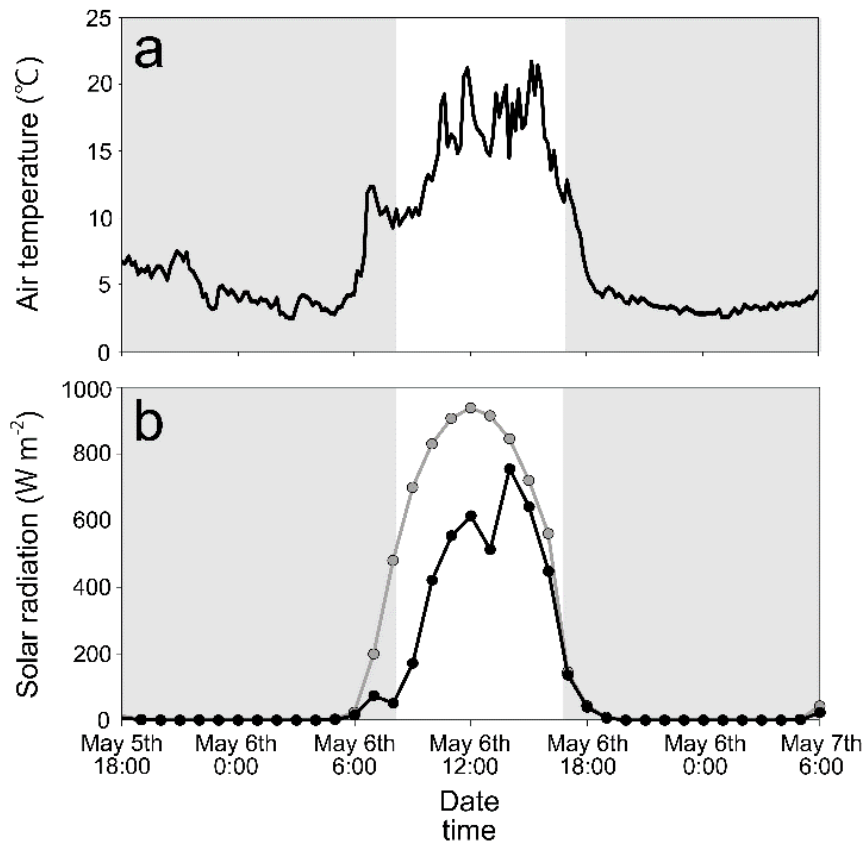 a
Air temperature (℃)
25
20
15
10
5
0
b
Solar radiation (W m-2)
1000
800
600
400
200
0
May 5th May 6th May 6th May 6th May 6th May 6th May 7th
18:00 0:00 6:00 12:00 18:00 0:00 6:00
Date
time